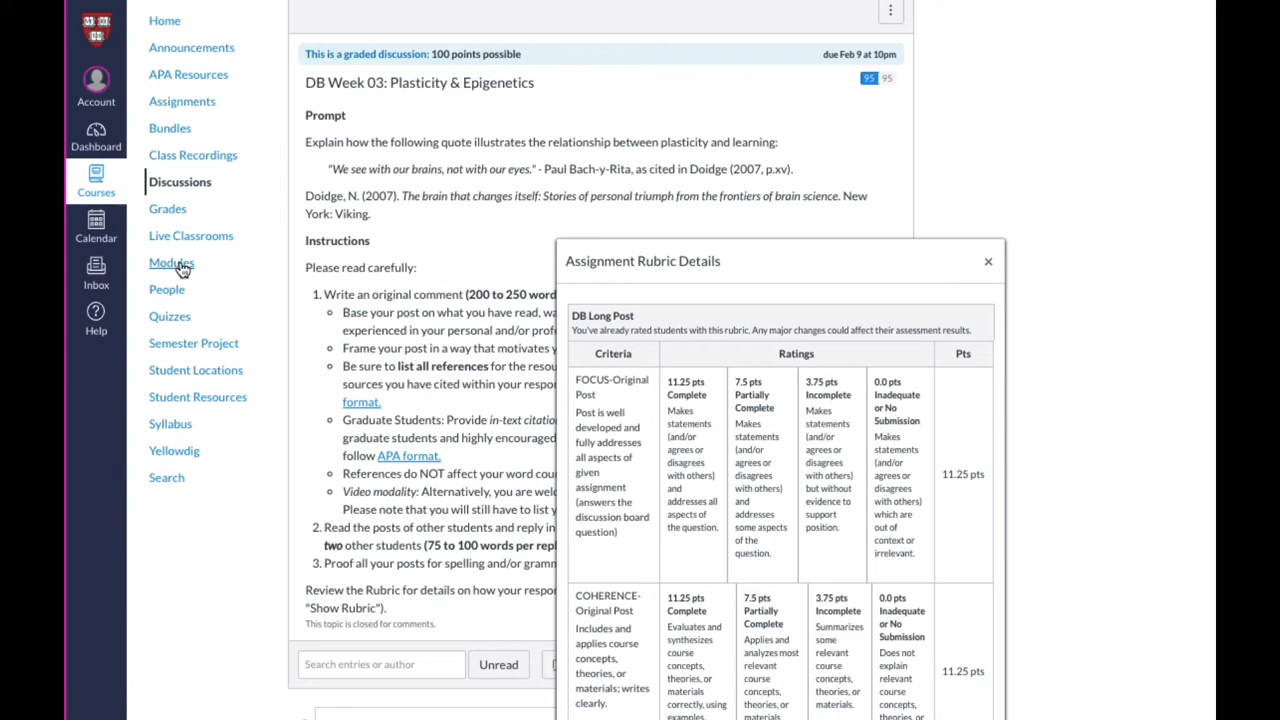 Account
Dashboard
Courses
Calendar
Inbox
Help
Home
Announcements
APA Resources
Assignments
Bundles
Class Recordings
Discussions
Grades
Live Classrooms
Modules
People
Quizzes
Semester Project
Student Locations
Student Resources
Syllabus
Yellowdig
Search
This is a graded discussion: 100 points possible
due Feb 9 at 10pm
DB Week 03: Plasticity & Epigenetics
95 95
Prompt
Explain how the following quote illustrates the relationship between plasticity and learning:
"We see with our brains, not with our eyes." - Paul Bach-y-Rita, as cited in Doidge (2007, p.xv).
Doidge, N. (2007). The brain that changes itself: Stories of personal triumph from the frontiers of brain science. New
York: Viking.
Instructions
Please read carefully:
1. Write an original comment (200 to 250 word
Base your post on what you have read, wa
experienced in your personal and/or prof
Frame your post in a way that motivates y
Be sure to list all references for the resou
sources you have cited within your respon
format.
Graduate Students: Provide in-text citatio
graduate students and highly encouraged
follow APA format.
References do NOT affect your word cou
Video modality: Alternatively, you are welc
Please note that you will still have to list y
2. Read the posts of other students and reply in
two other students (75 to 100 words per repl
3. Proof all your posts for spelling and/or gramm
Review the Rubric for details on how your respon
"Show Rubric").
This topic is closed for comments.
Search entries or author
Unread
Assignment Rubric Details
×
DB Long Post
You've already rated students with this rubric. Any major changes could affect their assessment results.
Criteria
Ratings
Pts
FOCUS-Original
Post
Post is well
developed and
fully addresses
all aspects of
given
assignment
(answers the
discussion board
question)
11.25 pts
Complete
Makes
statements
(and/or
agrees or
disagrees
with others)
and
addresses all
aspects of
the question.
7.5 pts
Partially
Complete
Makes
statements
(and/or
agrees or
disagrees
with others)
and
addresses
some aspects
of the
question.
3.75 pts
Incomplete
Makes
statements
(and/or
agrees or
disagrees
with others)
but without
evidence to
support
position.
0.0 pts
Inadequate
or No
Submission
Makes
statements
(and/or
agrees or
disagrees
with others)
which are
out of
context or
irrelevant.
11.25 pts
COHERENCE-
Original Post
Includes and
applies course
concepts,
theories, or
materials; writes
clearly.
11.25 pts
Complete
Evaluates and
synthesizes
course
concepts,
theories, or
materials
correctly, using
examples
7.5 pts
Partially
Complete
Applies and
analyzes most
relevant
course
concepts,
theories, or
materials
3.75 pts
Incomplete
Summarizes
some
relevant
course
concepts,
theories, or
materials.
0.0 pts
Inadequate
or No
Submission
Does not
explain
relevant
course
concepts,
theories, or
11.25 pts